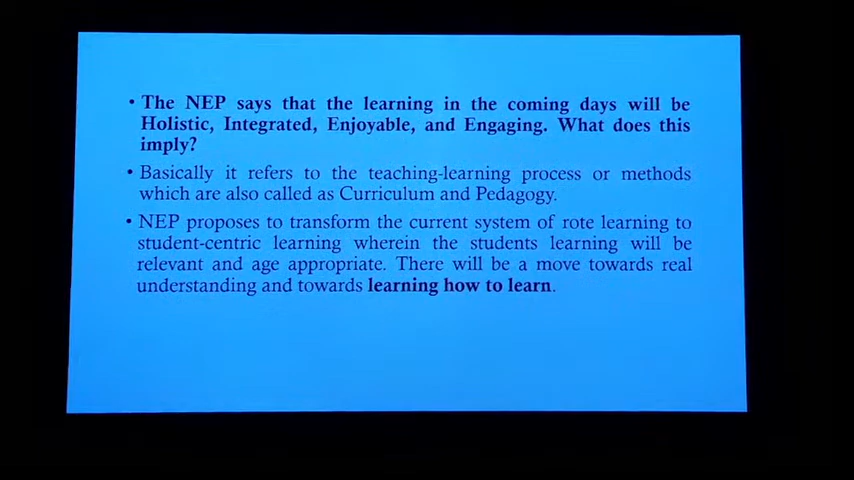 • The NEP says that the learning in the coming days will be
Holistic, Integrated, Enjoyable, and Engaging. What does this
imply?
• Basically it refers to the teaching-learning process or methods
which are also called as Curriculum and Pedagogy.
• NEP proposes to transform the current system of rote learning to
student-centric learning wherein the students learning will be
relevant and age appropriate. There will be a move towards real
understanding and towards learning how to learn.